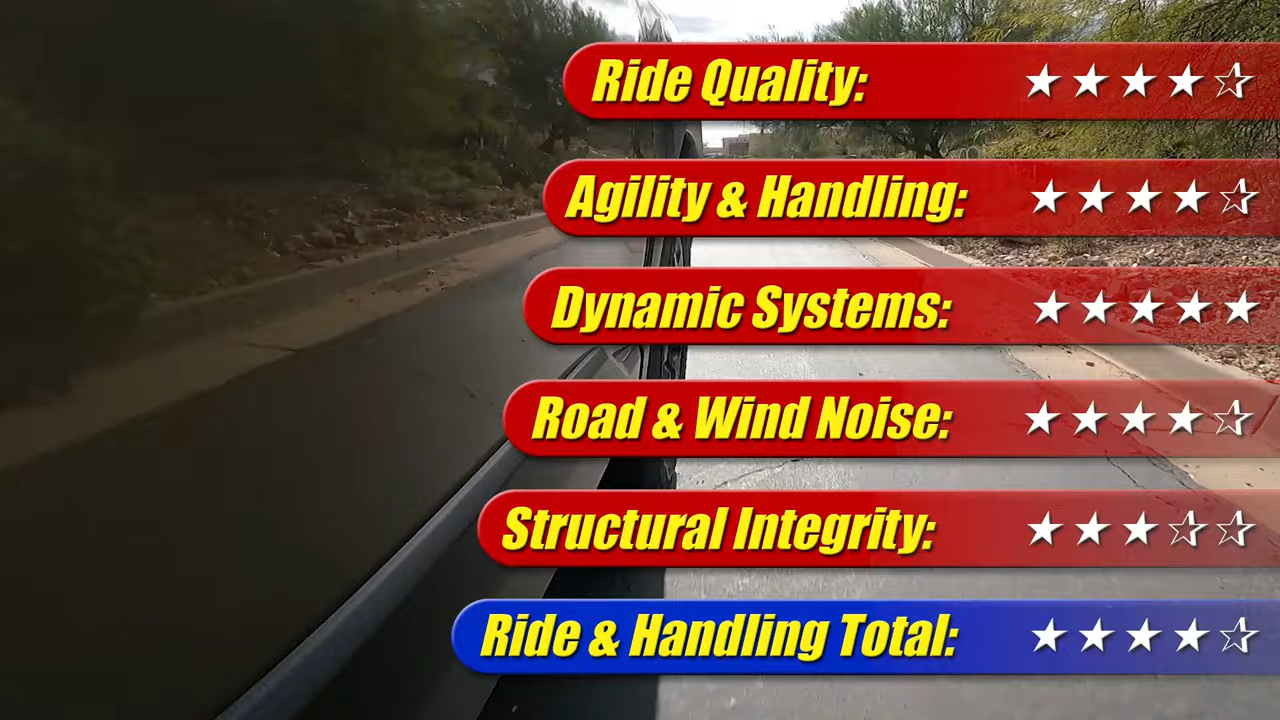 Ride Quality:
Agility & Handling:
Dynamic Systems:
Road & Wind Noise:
Structural Integrity:
Ride & Handling Total: